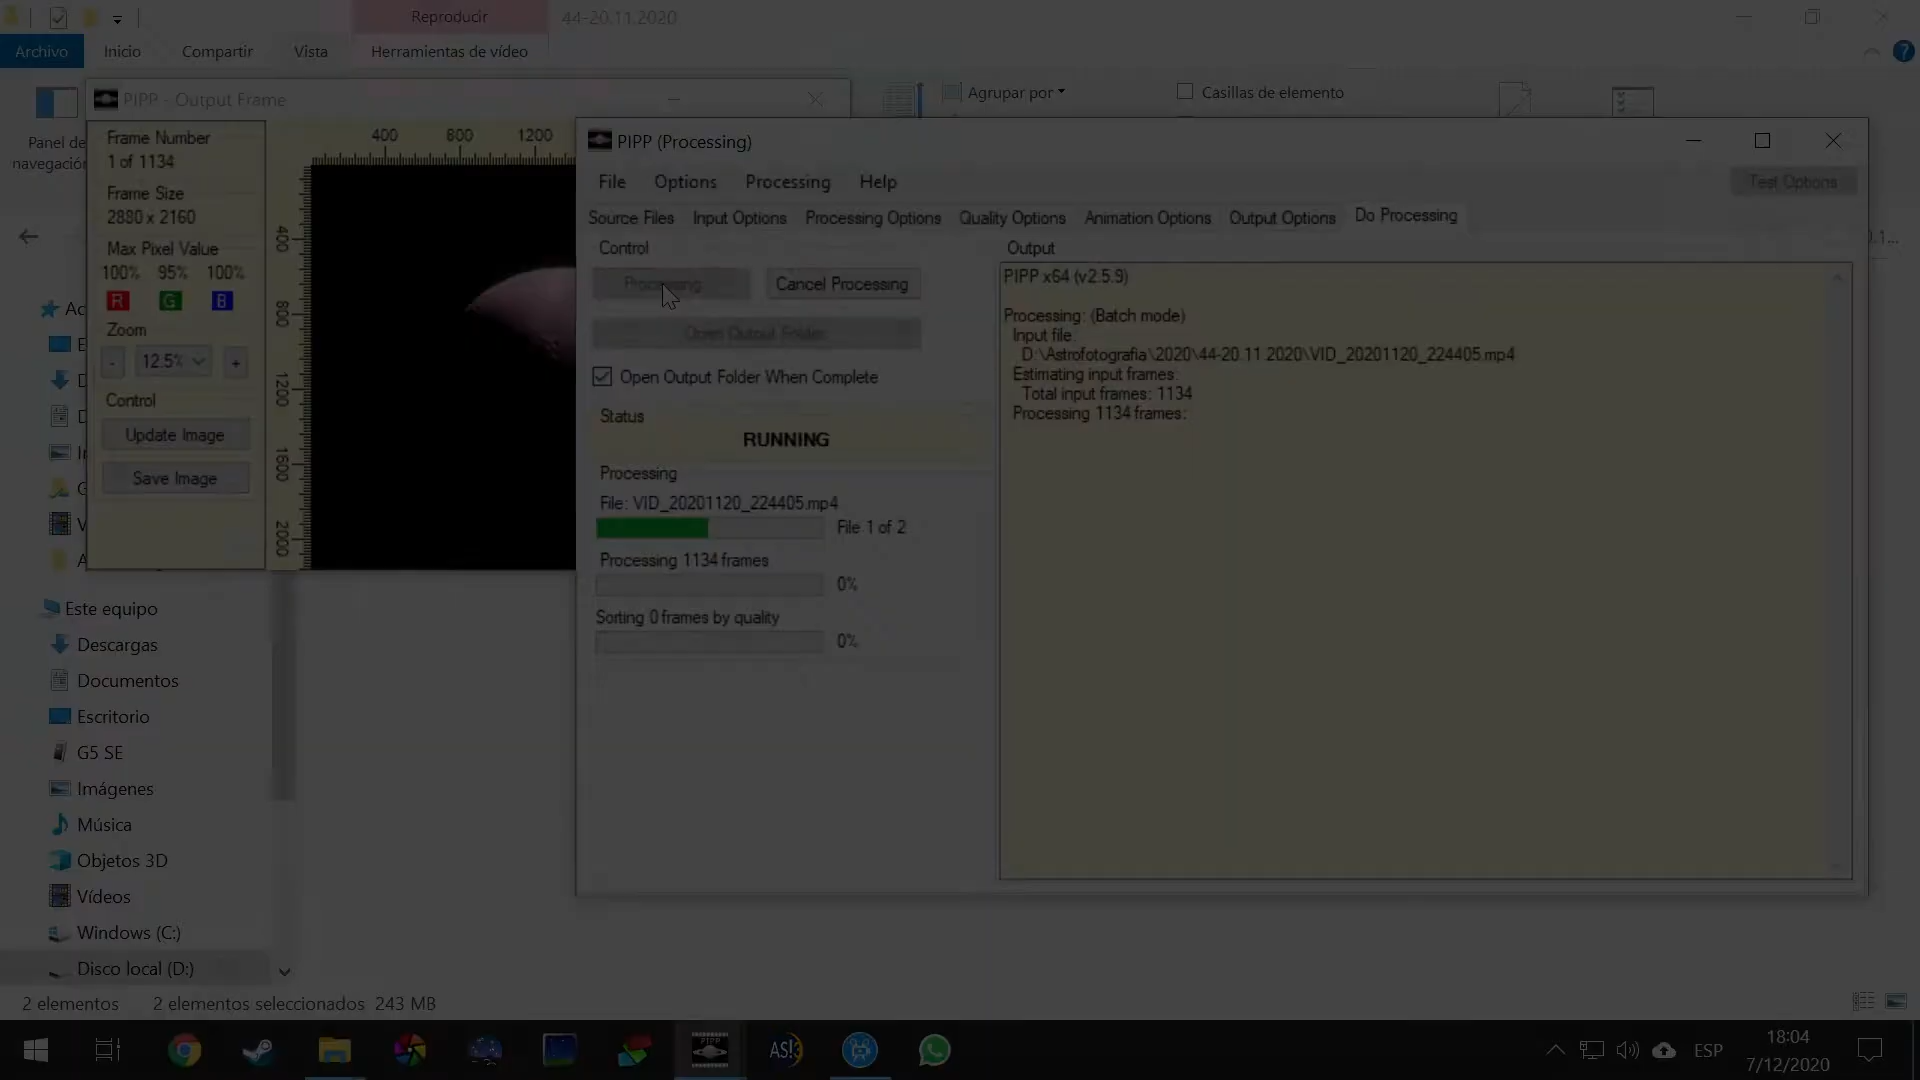 Reproducir
44-20.11.2020
Archivo
Inicio
Compartir
Vista
Herramientas de vídeo
Panel de
navegación
Agrupar por
Casillas de elemento
PIPP - Output Frame
Frame Number
1 of 1134
Frame Size
2880 x 2160
Max Pixel Value
100% 95% 100%
R G B
Zoom
- 12.5% +
Control
Update Image
Save Image
400 800 1200
400
800
1200
1600
2000
PIPP (Processing)
File Options Processing Help
Test Options
Source Files Input Options Processing Options Quality Options Animation Options Output Options Do Processing
Control
Processing...
Cancel Processing
Open Output Folder
Open Output Folder When Complete
Status
RUNNING
Processing
File: VID_20201120_224405.mp4
File 1 of 2
Processing 1134 frames
0%
Sorting 0 frames by quality
0%
Output
PIPP x64 (v2.5.9)
Processing: (Batch mode)
Input file:
D:\Astrofotografia\2020\44-20.11.2020\VID_20201120_224405.mp4
Estimating input frames:
Total input frames: 1134
Processing 1134 frames:
Este equipo
Descargas
Documentos
Escritorio
G5 SE
Imágenes
Música
Objetos 3D
Vídeos
Windows (C:)
Disco local (D:)
2 elementos
2 elementos seleccionados 243 MB
PIPP
AS!3
ESP
18:04
7/12/2020